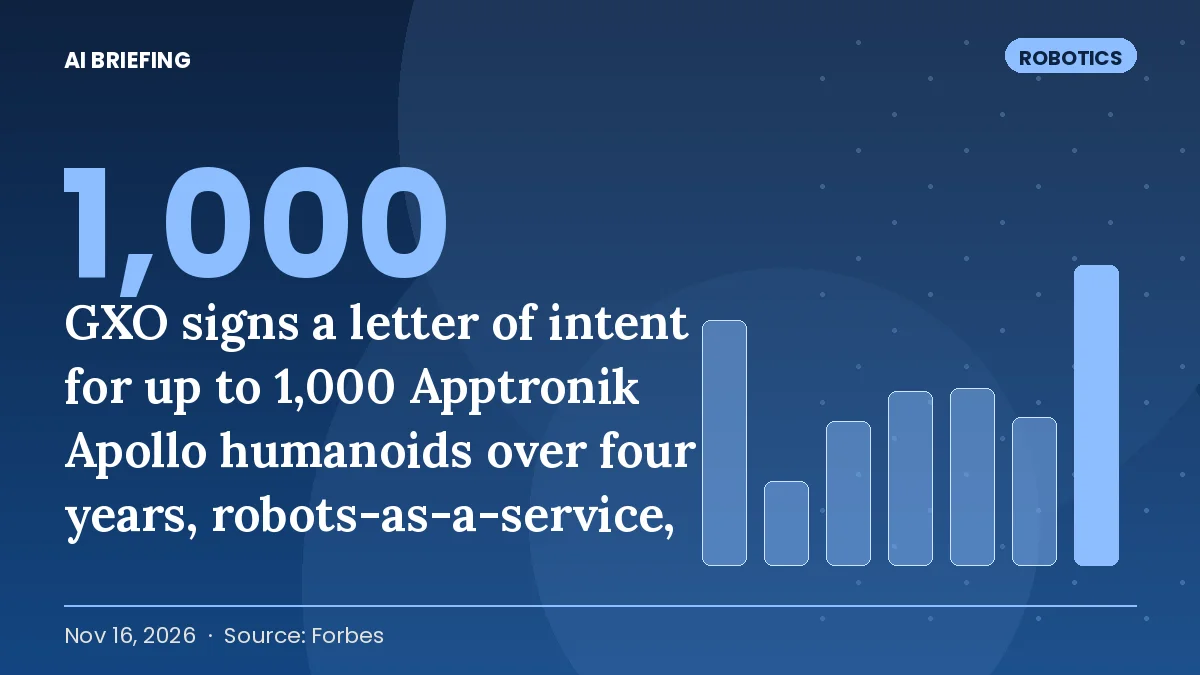 AI BRIEFING
ROBOTICS
1,000
GXO signs a letter of intent
for up to 1,000 Apptronik
Apollo humanoids over four
years, robots-as-a-service,
Nov 16, 2026 · Source: Forbes